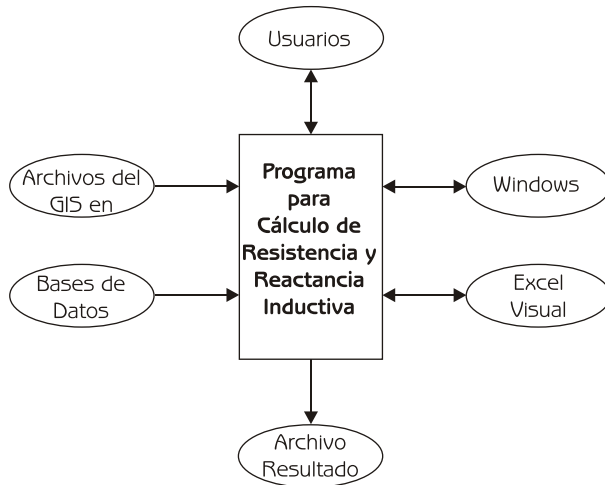 Usuarios
Archivos del
GIS en
Bases de
Datos
Programa
para
Cálculo de
Resistencia y
Reactancia
Inductiva
Windows
Excel
Visual
Archivo
Resultado